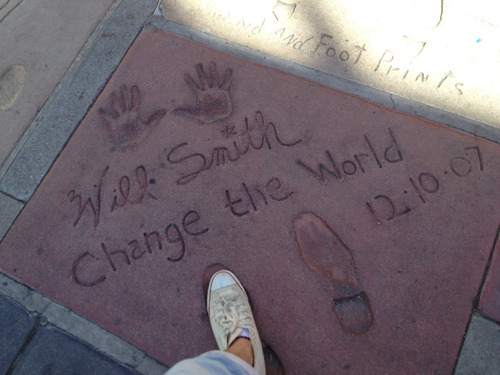 And Foot Prints
Will Smith
Change the World
12.10.07